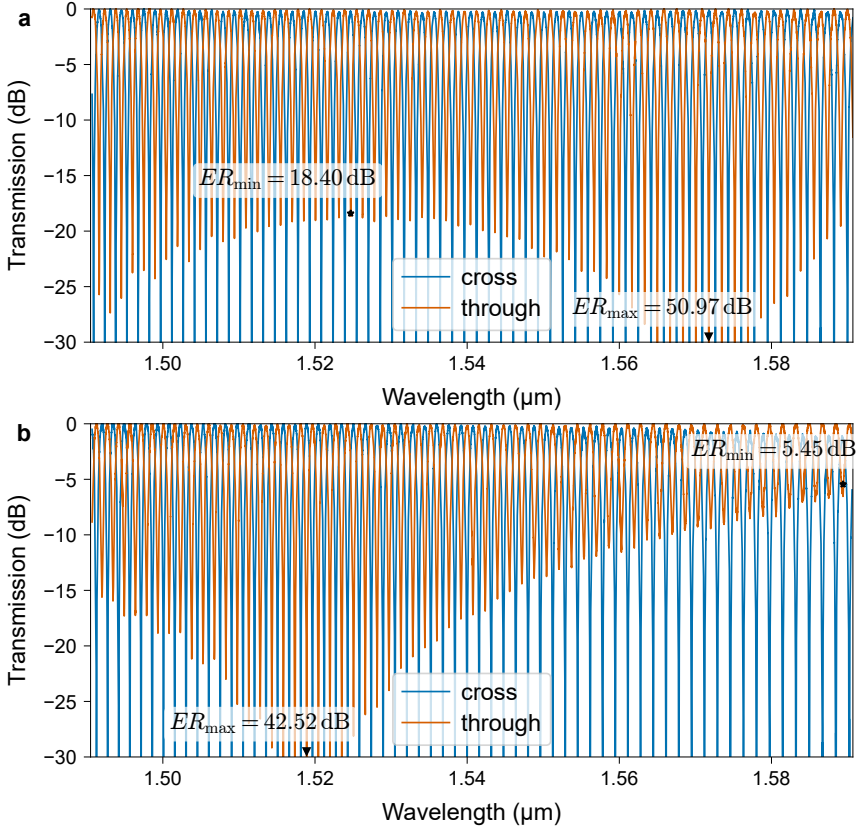 a
0
−5
−10
−15
−20
−25
−30
Transmission (dB)
ER_min = 18.40 dB
cross
through
ER_max = 50.97 dB
1.50
1.52
1.54
1.56
1.58
Wavelength (μm)
b
0
−5
−10
−15
−20
−25
−30
Transmission (dB)
ER_min = 5.45 dB
cross
through
ER_max = 42.52 dB
1.50
1.52
1.54
1.56
1.58
Wavelength (μm)